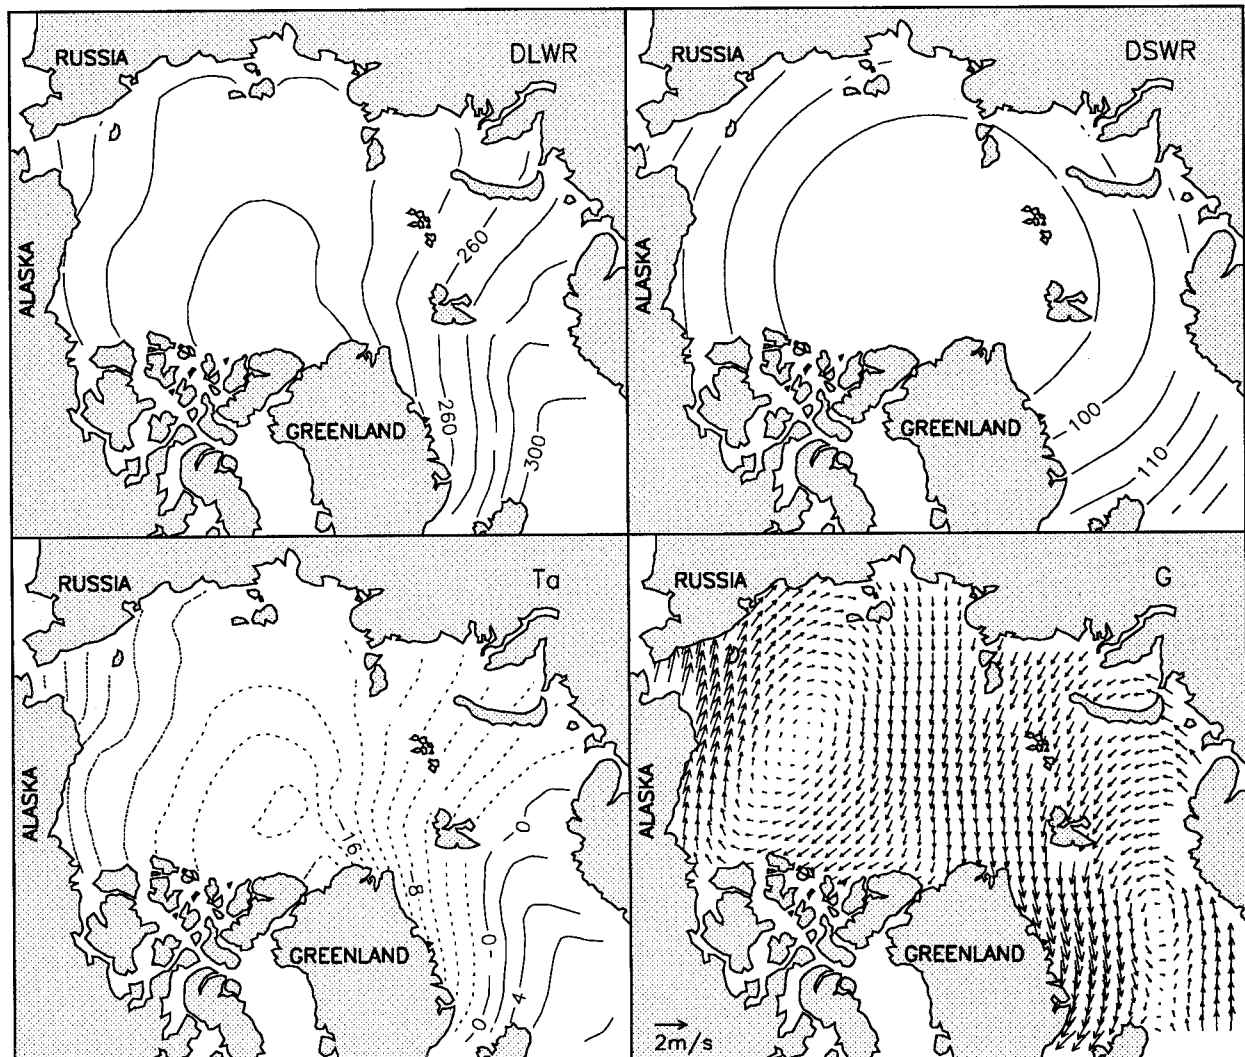 RUSSIA
DLWR
ALASKA
260
260
300
GREENLAND
RUSSIA
DSWR
ALASKA
100
110
GREENLAND
RUSSIA
Ta
ALASKA
16
8
0
0
0
4
GREENLAND
RUSSIA
G
ALASKA
GREENLAND
2m/s